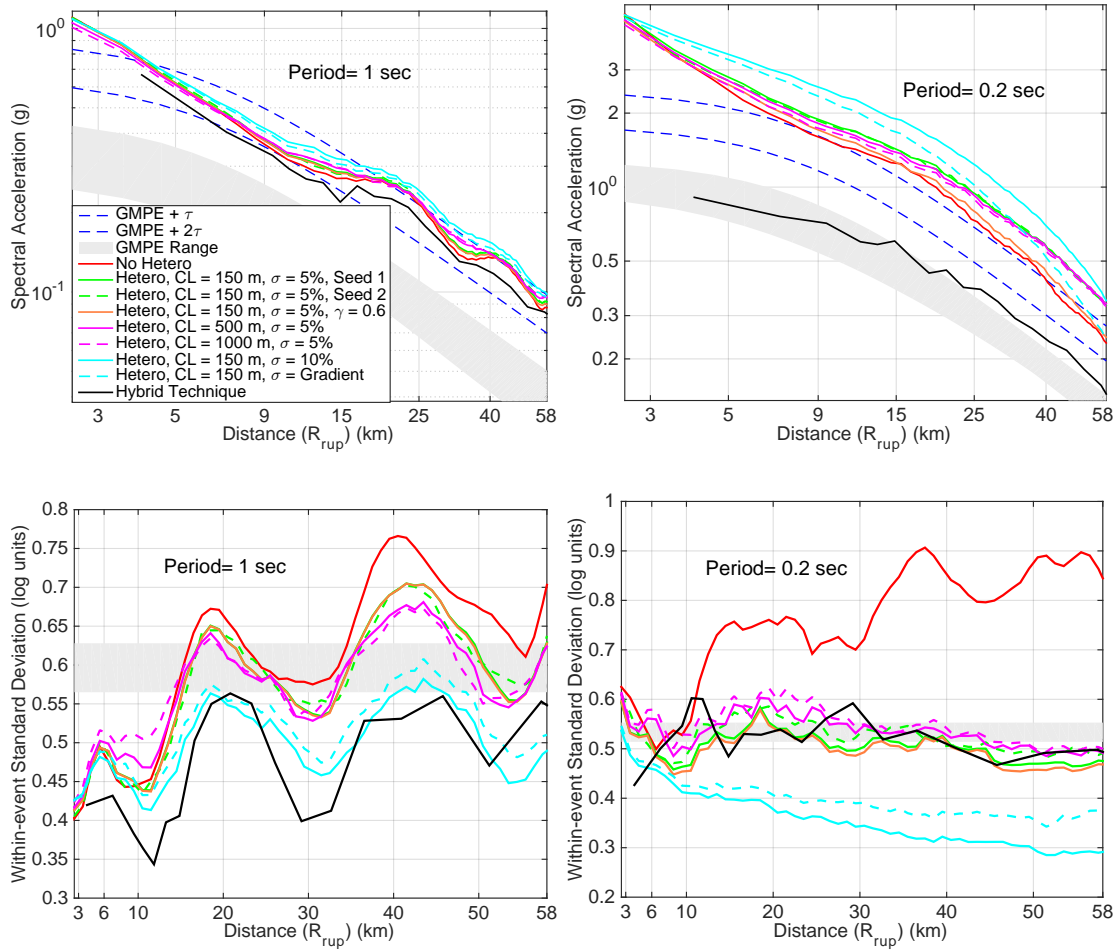 10^0
10^-1
Spectral Acceleration (g)
Period= 1 sec
GMPE + τ
GMPE + 2τ
GMPE Range
No Hetero
Hetero, CL = 150 m, σ = 5%, Seed 1
Hetero, CL = 150 m, σ = 5%, Seed 2
Hetero, CL = 150 m, σ = 5%, γ = 0.6
Hetero, CL = 500 m, σ = 5%
Hetero, CL = 1000 m, σ = 5%
Hetero, CL = 150 m, σ = 10%
Hetero, CL = 150 m, σ = Gradient
Hybrid Technique
3 5 9 15 25 40 58
Distance (R_rup) (km)
Spectral Acceleration (g)
Period= 0.2 sec
3
2
10^0
0.5
0.3
0.2
3 5 9 15 25 40 58
Distance (R_rup) (km)
Within-event Standard Deviation (log units)
Period= 1 sec
0.8
0.75
0.7
0.65
0.6
0.55
0.5
0.45
0.4
0.35
0.3
3 6 10 20 30 40 50 58
Distance (R_rup) (km)
Within-event Standard Deviation (log units)
Period= 0.2 sec
1
0.9
0.8
0.7
0.6
0.5
0.4
0.3
0.2
3 6 10 20 30 40 50 58
Distance (R_rup) (km)